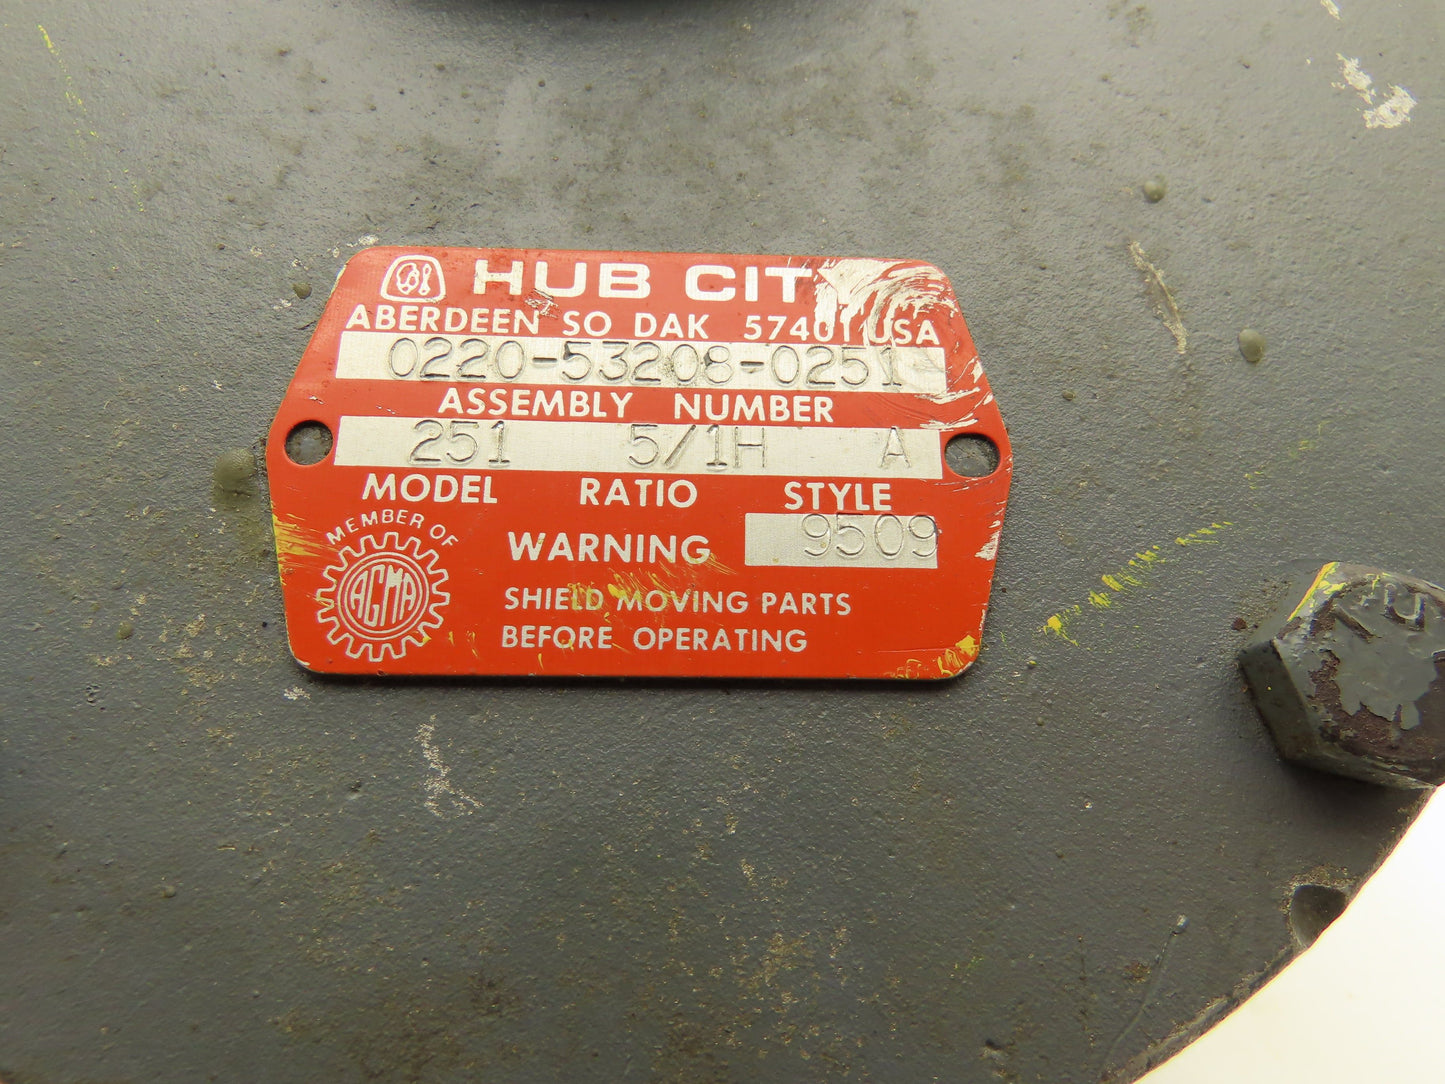 HUB CITY
ABERDEEN SO DAK 57401 USA
0220-53208-0251
ASSEMBLY NUMBER
251 5/1H A
MODEL RATIO STYLE
MEMBER OF
AGMA
WARNING 9509
SHIELD MOVING PARTS
BEFORE OPERATING